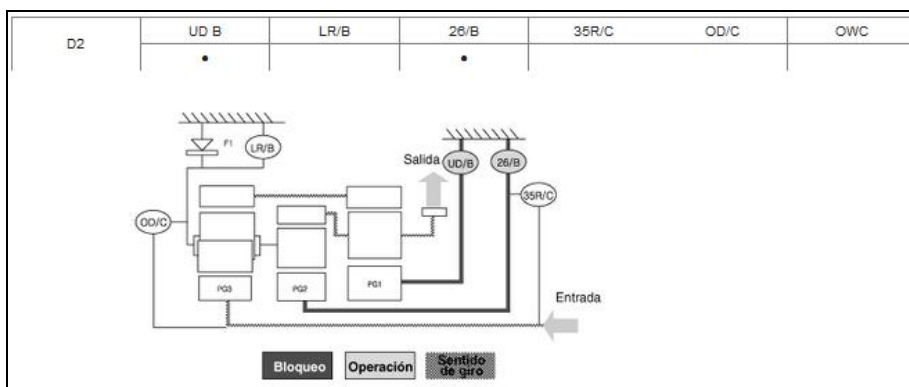 D2 UD B LR/B 26/B 35R/C OD/C OWC
• •
F1 LR/B
Salida UD/B 26/B
35R/C
OD/C
PG3 PG2 PG1
Entrada
Bloqueo Operación Sentido de giro